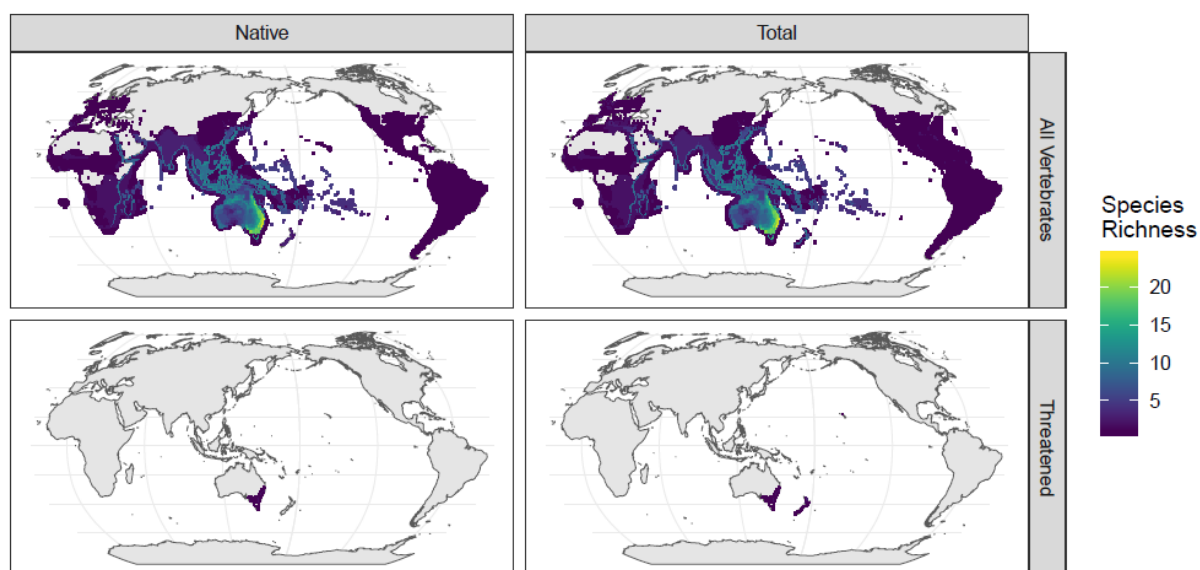 Native
Total
All Vertebrates
Threatened
Species
Richness
20
15
10
5